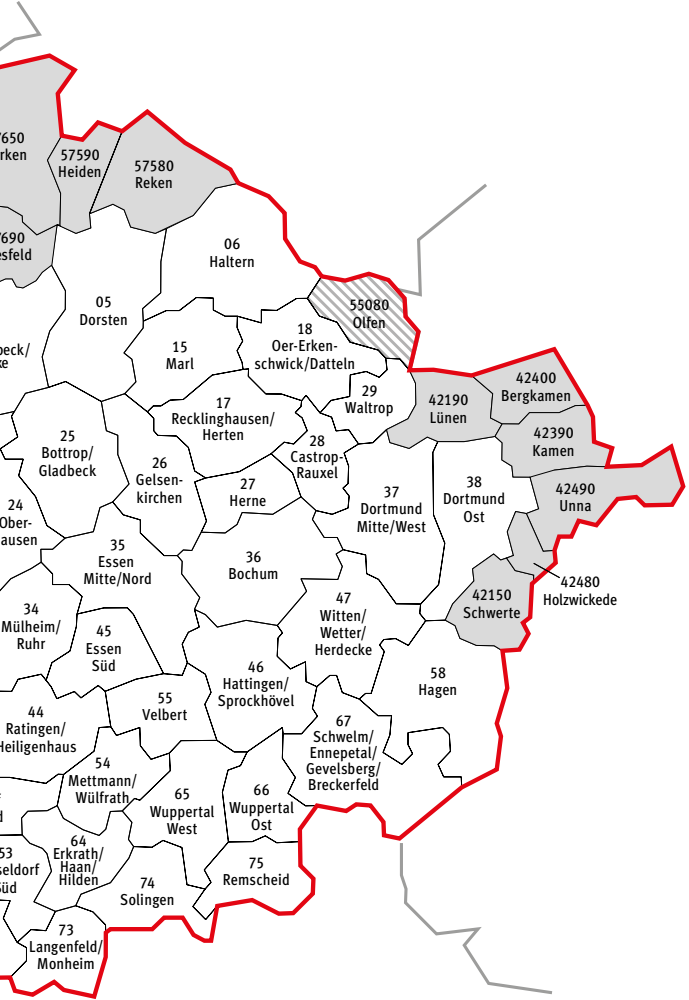 57590
Heiden
57580
Reken
06
Haltern
05
Dorsten
55080
Olfen
18
Oer-Erken-
schwick/Datteln
15
Marl
29
Waltrop
42400
Bergkamen
42190
Lünen
17
Recklinghausen/
Herten
42390
Kamen
28
Castrop-
Rauxel
25
Bottrop/
Gladbeck
26
Gelsen-
kirchen
27
Herne
38
Dortmund
Ost
37
Dortmund
Mitte/West
42490
Unna
24
Ober-
ausen
35
Essen
Mitte/Nord
36
Bochum
42480
Holzwickede
42150
Schwerte
47
Witten/
Wetter/
Herdecke
34
Mülheim/
Ruhr
45
Essen
Süd
46
Hattingen/
Sprockhövel
58
Hagen
55
Velbert
44
Ratingen/
Heiligenhaus
67
Schwelm/
Ennepetal/
Gevelsberg/
Breckerfeld
54
Mettmann/
Wülfrath
65
Wuppertal
West
66
Wuppertal
Ost
64
Erkrath/
Haan/
Hilden
53
seldorf
Süd
75
Remscheid
74
Solingen
73
Langenfeld/
Monheim